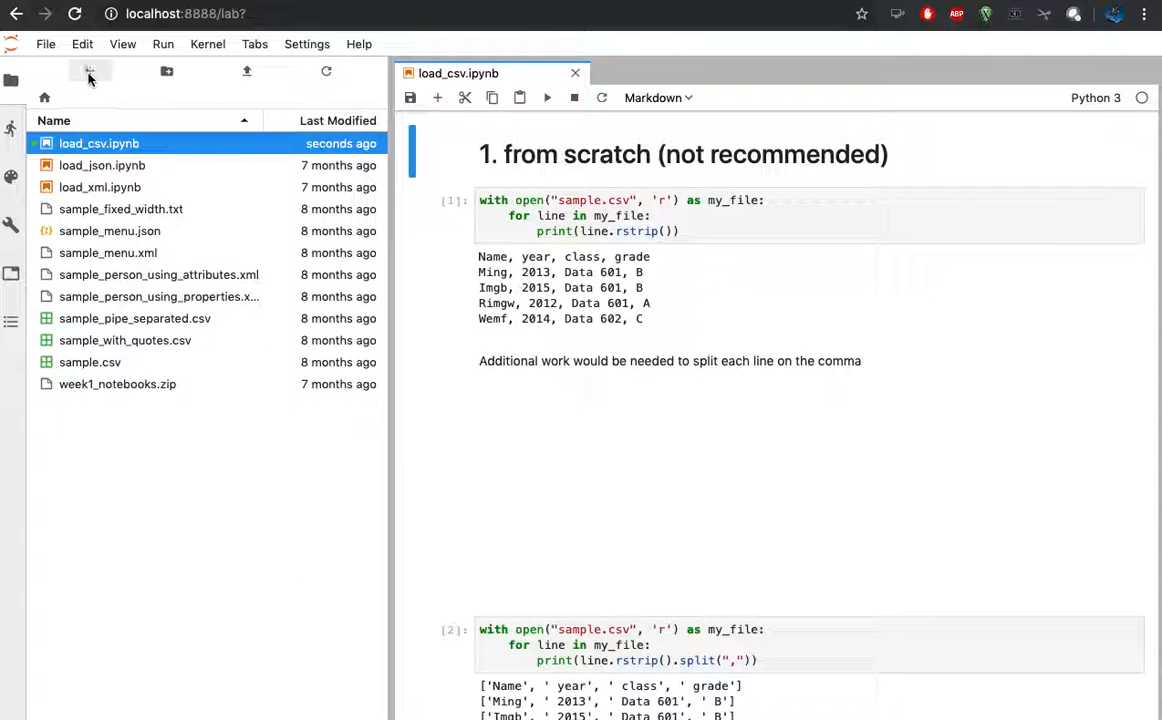 localhost:8888/lab?
ABP
File Edit View Run Kernel Tabs Settings Help
load_csv.ipynb
Markdown
Python 3
Name Last Modified
load_csv.ipynb seconds ago
load_json.ipynb 7 months ago
load_xml.ipynb 7 months ago
sample_fixed_width.txt 8 months ago
sample_menu.json 8 months ago
sample_menu.xml 8 months ago
sample_person_using_attributes.xml 8 months ago
sample_person_using_properties.x... 8 months ago
sample_pipe_separated.csv 8 months ago
sample_with_quotes.csv 8 months ago
sample.csv 8 months ago
week1_notebooks.zip 7 months ago
1. from scratch (not recommended)
[1]: with open("sample.csv", 'r') as my_file:
for line in my_file:
print(line.rstrip())
Name, year, class, grade
Ming, 2013, Data 601, B
Imgb, 2015, Data 601, B
Rimgw, 2012, Data 601, A
Wemf, 2014, Data 602, C
Additional work would be needed to split each line on the comma
[2]: with open("sample.csv", 'r') as my_file:
for line in my_file:
print(line.rstrip().split(","))
['Name', ' year', ' class', ' grade']
['Ming', ' 2013', ' Data 601', ' B']
['Imgb', ' 2015', ' Data 601', ' B']